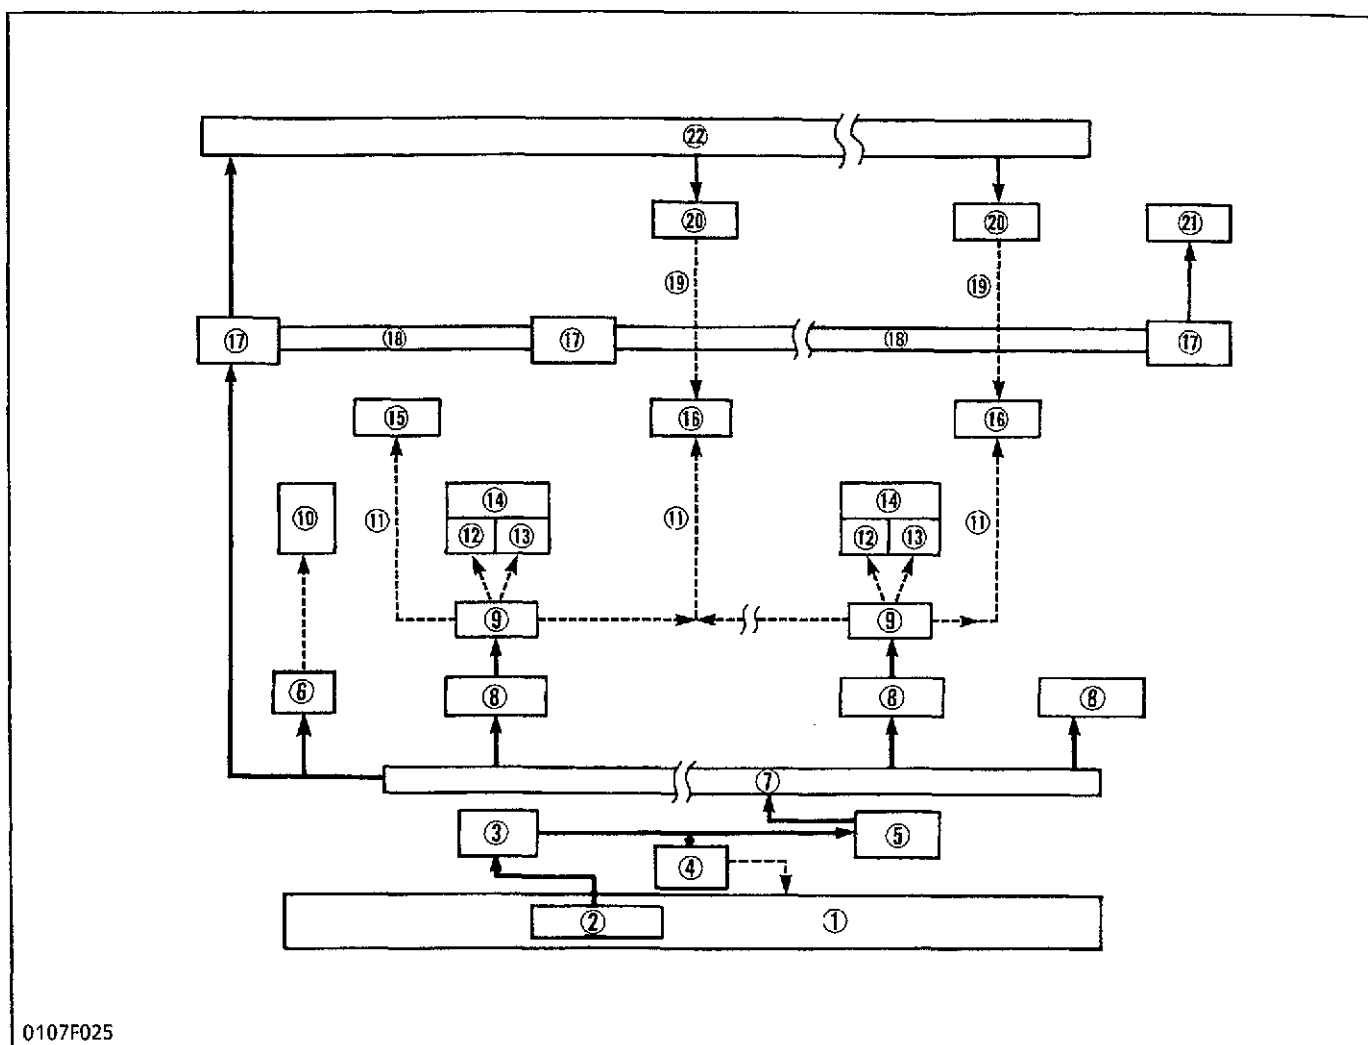 ㉒
⑳ ⑳ ㉑
⑲ ⑲
⑰ ⑱ ⑰ ⑱ ⑰
⑮ ⑯ ⑯
⑩ ⑪ ⑭ ⑪ ⑭ ⑪
⑫ ⑬ ⑫ ⑬
⑨ ⑨
⑥ ⑧ ⑧ ⑧
⑦
③ ⑤
④
② ①
0107F025